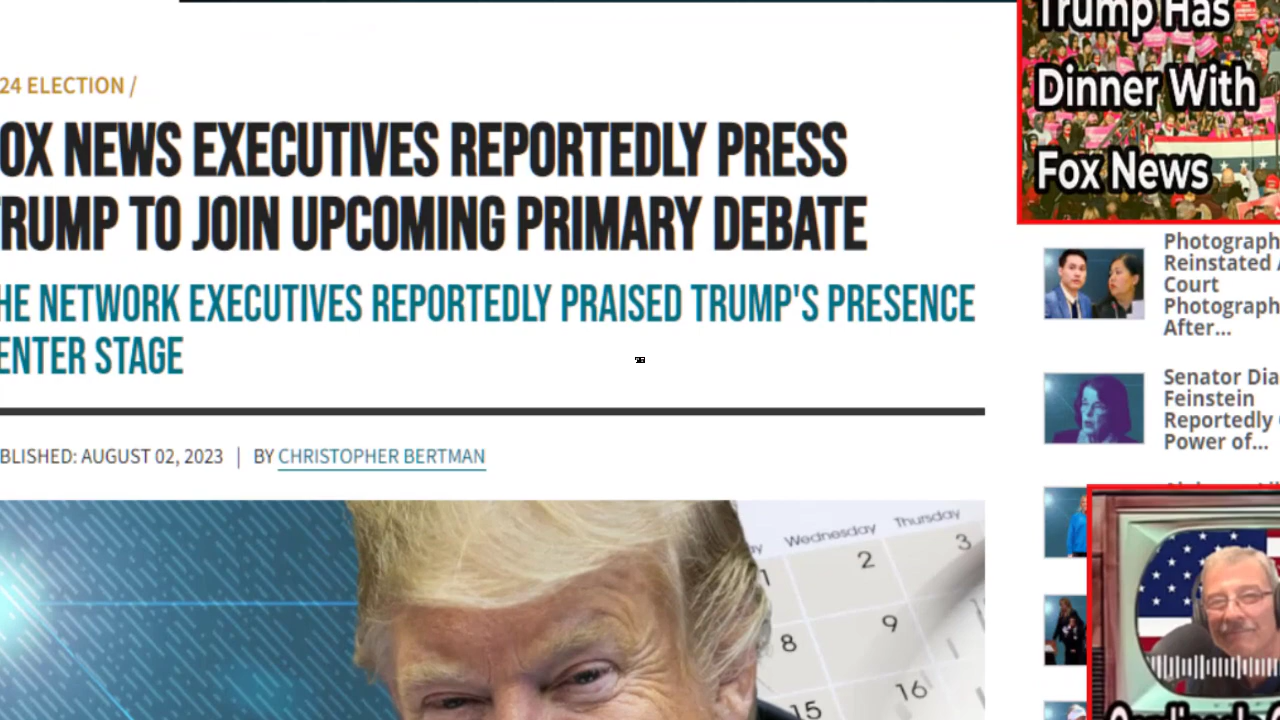 24 ELECTION /
OX NEWS EXECUTIVES REPORTEDLY PRESS
TRUMP TO JOIN UPCOMING PRIMARY DEBATE
HE NETWORK EXECUTIVES REPORTEDLY PRAISED TRUMP'S PRESENCE
ENTER STAGE
BLISHED: AUGUST 02, 2023 | BY CHRISTOPHER BERTMAN
Wednesday Thursday
1 2 3
8 9
15 16
Trump Has
Dinner With
Fox News
Photograph
Reinstated
Court
Photograph
After...
Senator Dia
Feinstein
Reportedly
Power of...